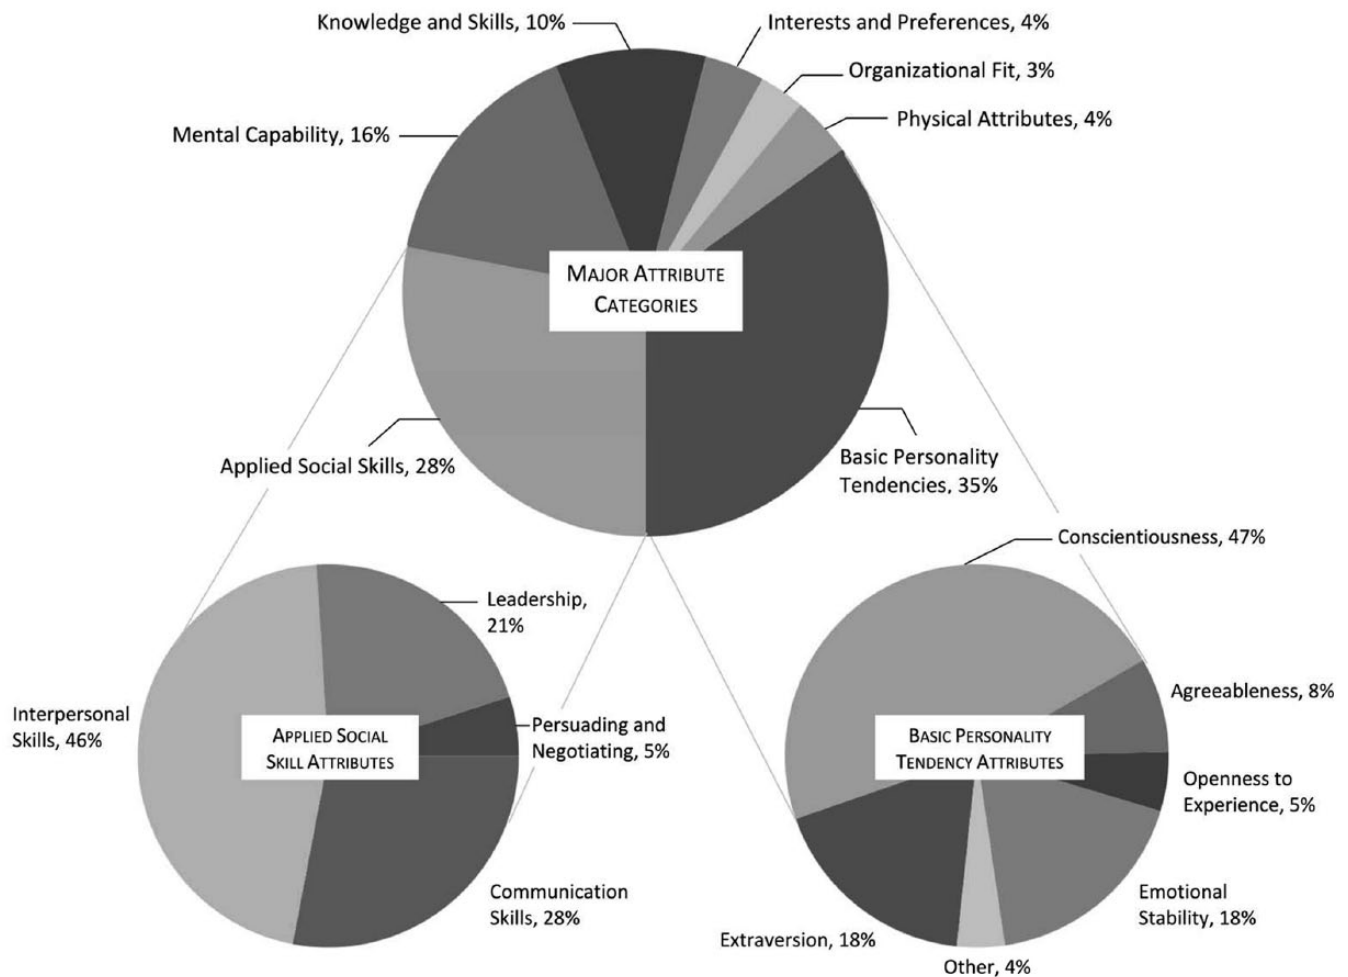 Knowledge and Skills, 10%
Interests and Preferences, 4%
Organizational Fit, 3%
Physical Attributes, 4%
Mental Capability, 16%
MAJOR ATTRIBUTE
CATEGORIES
Applied Social Skills, 28%
Basic Personality
Tendencies, 35%
Leadership,
21%
Interpersonal
Skills, 46%
APPLIED SOCIAL
SKILL ATTRIBUTES
Persuading and
Negotiating, 5%
Communication
Skills, 28%
Conscientiousness, 47%
Agreeableness, 8%
BASIC PERSONALITY
TENDENCY ATTRIBUTES
Openness to
Experience, 5%
Emotional
Stability, 18%
Extraversion, 18%
Other, 4%